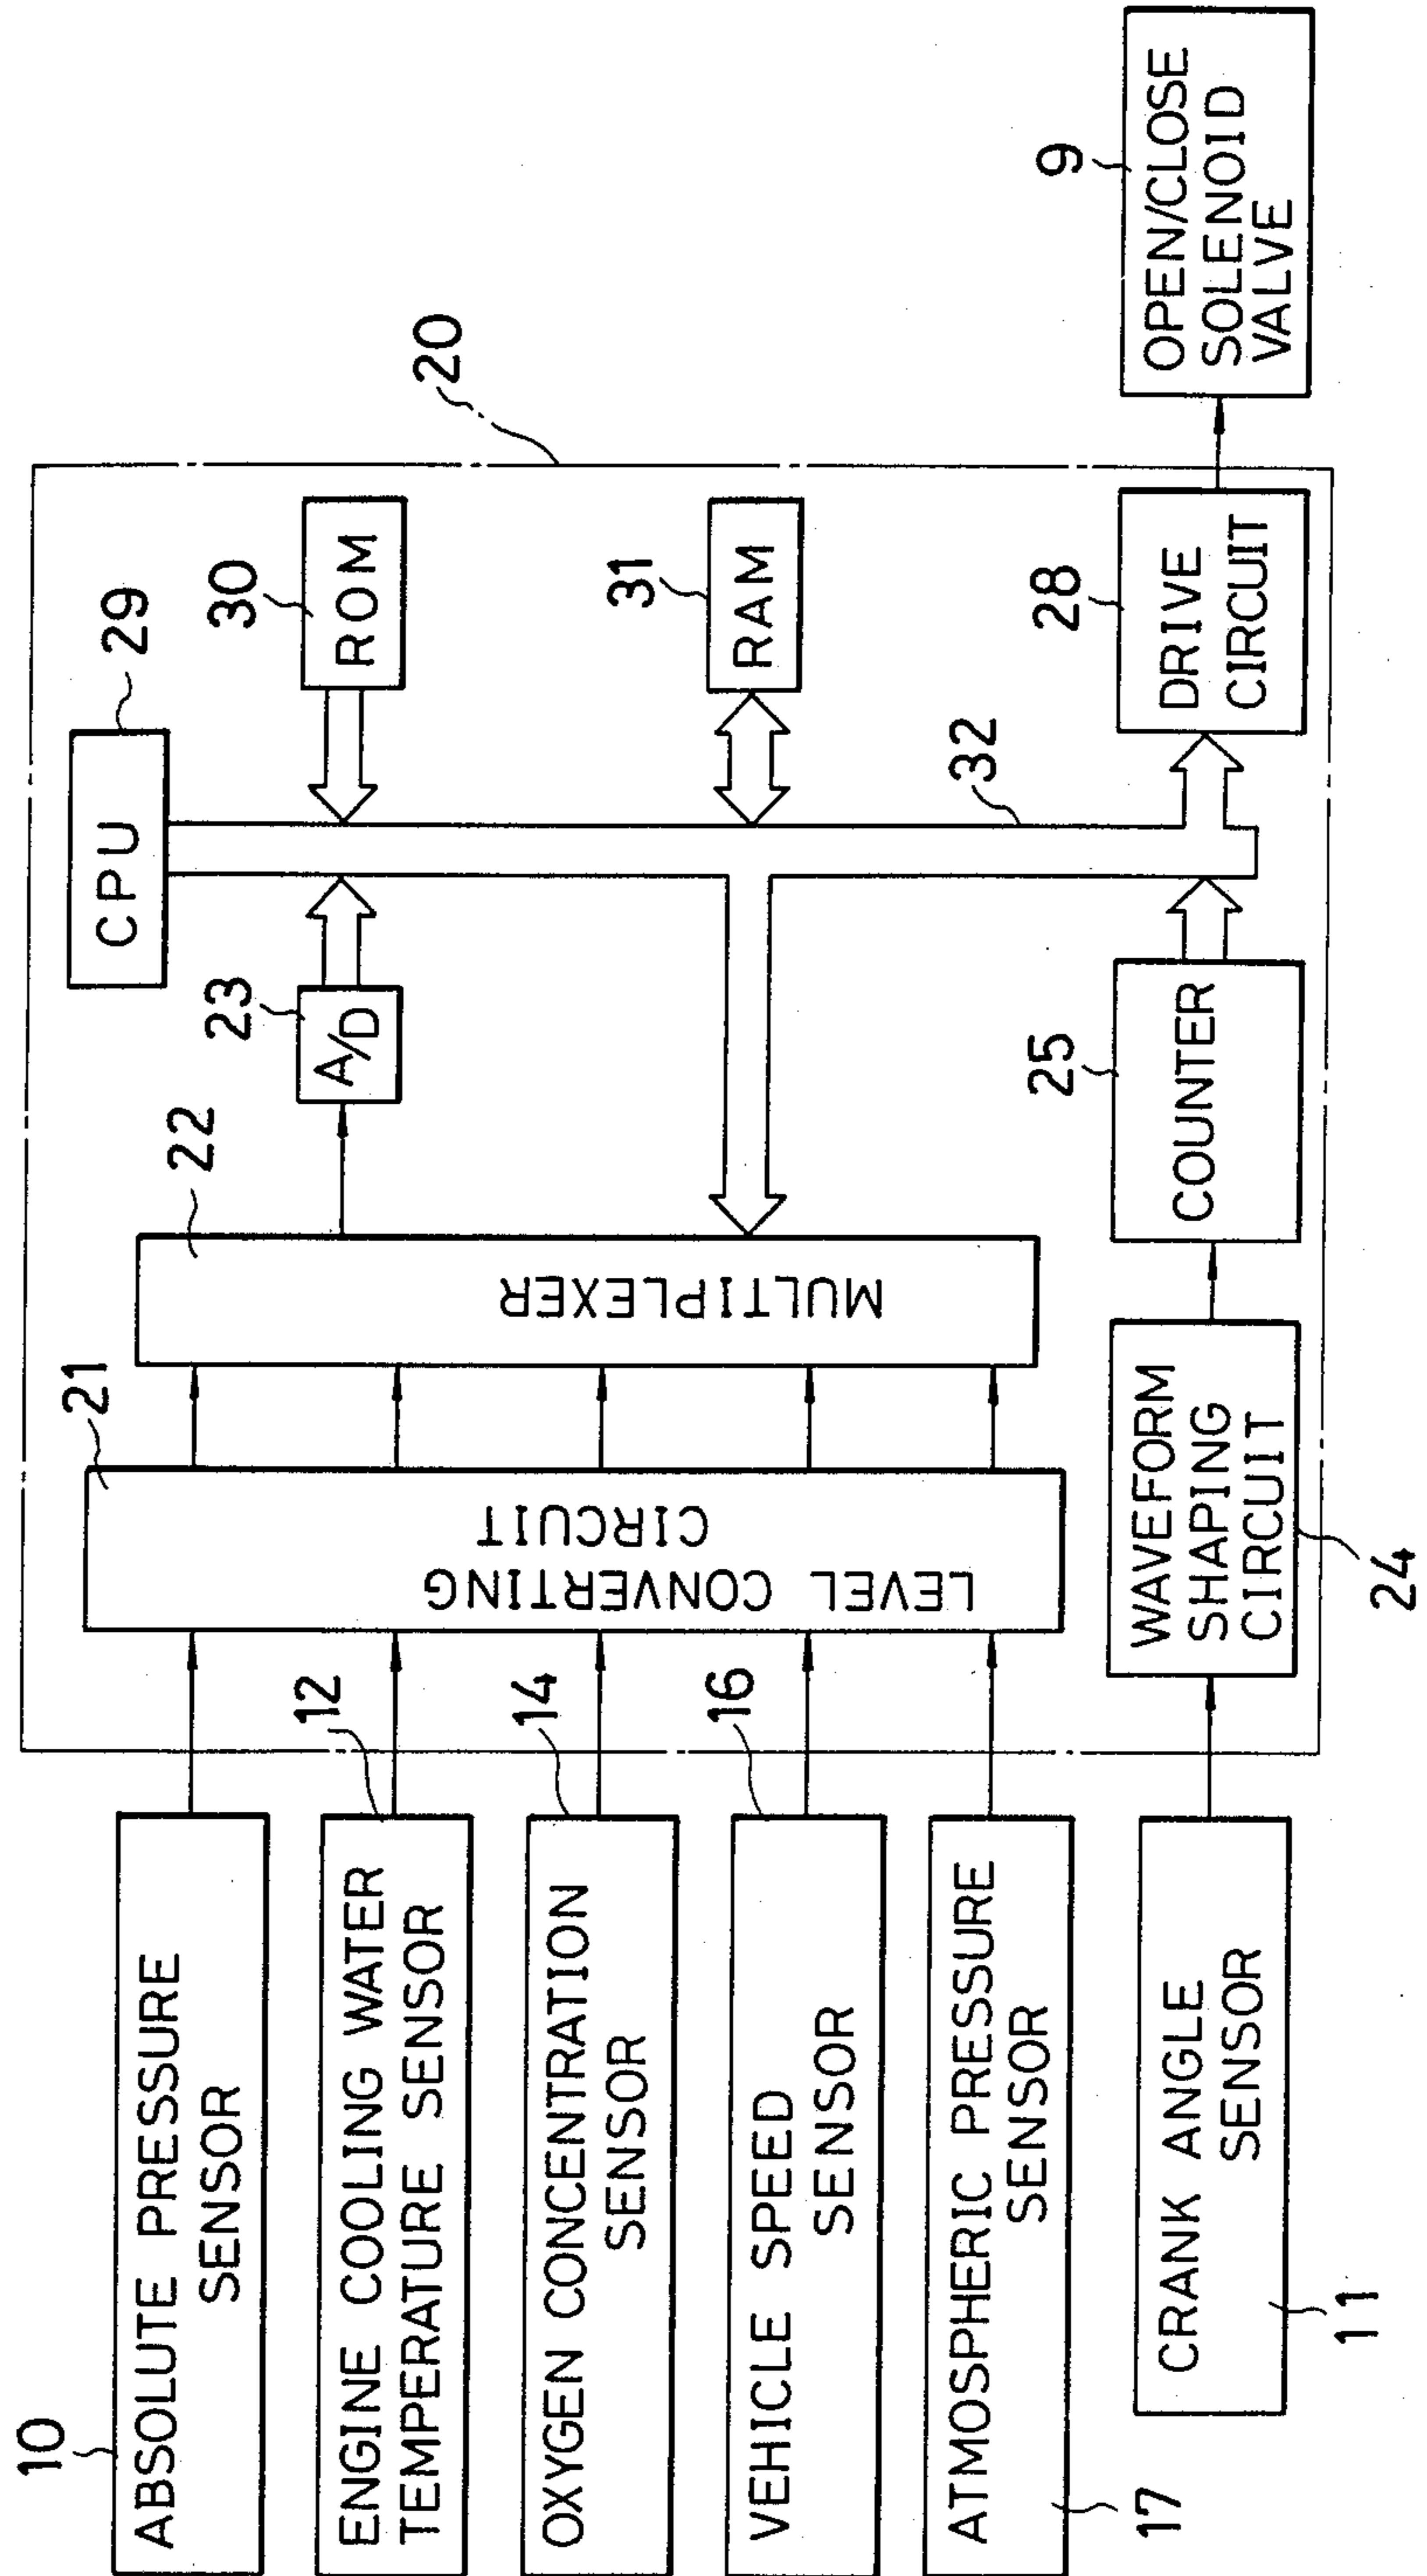 10
ABSOLUTE PRESSURE
SENSOR
ENGINE COOLING WATER
TEMPERATURE SENSOR
12
OXYGEN CONCENTRATION
SENSOR
14
VEHICLE SPEED
SENSOR
16
ATMOSPHERIC PRESSURE
SENSOR
17
CRANK ANGLE
SENSOR
11
20
21
LEVEL CONVERTING
CIRCUIT
22
MULTIPLEXER
23
A/D
CPU
29
30
ROM
31
RAM
32
WAVEFORM
SHAPING
CIRCUIT
24
25
COUNTER
28
DRIVE
CIRCUIT
9
OPEN/CLOSE
SOLENOID
VALVE